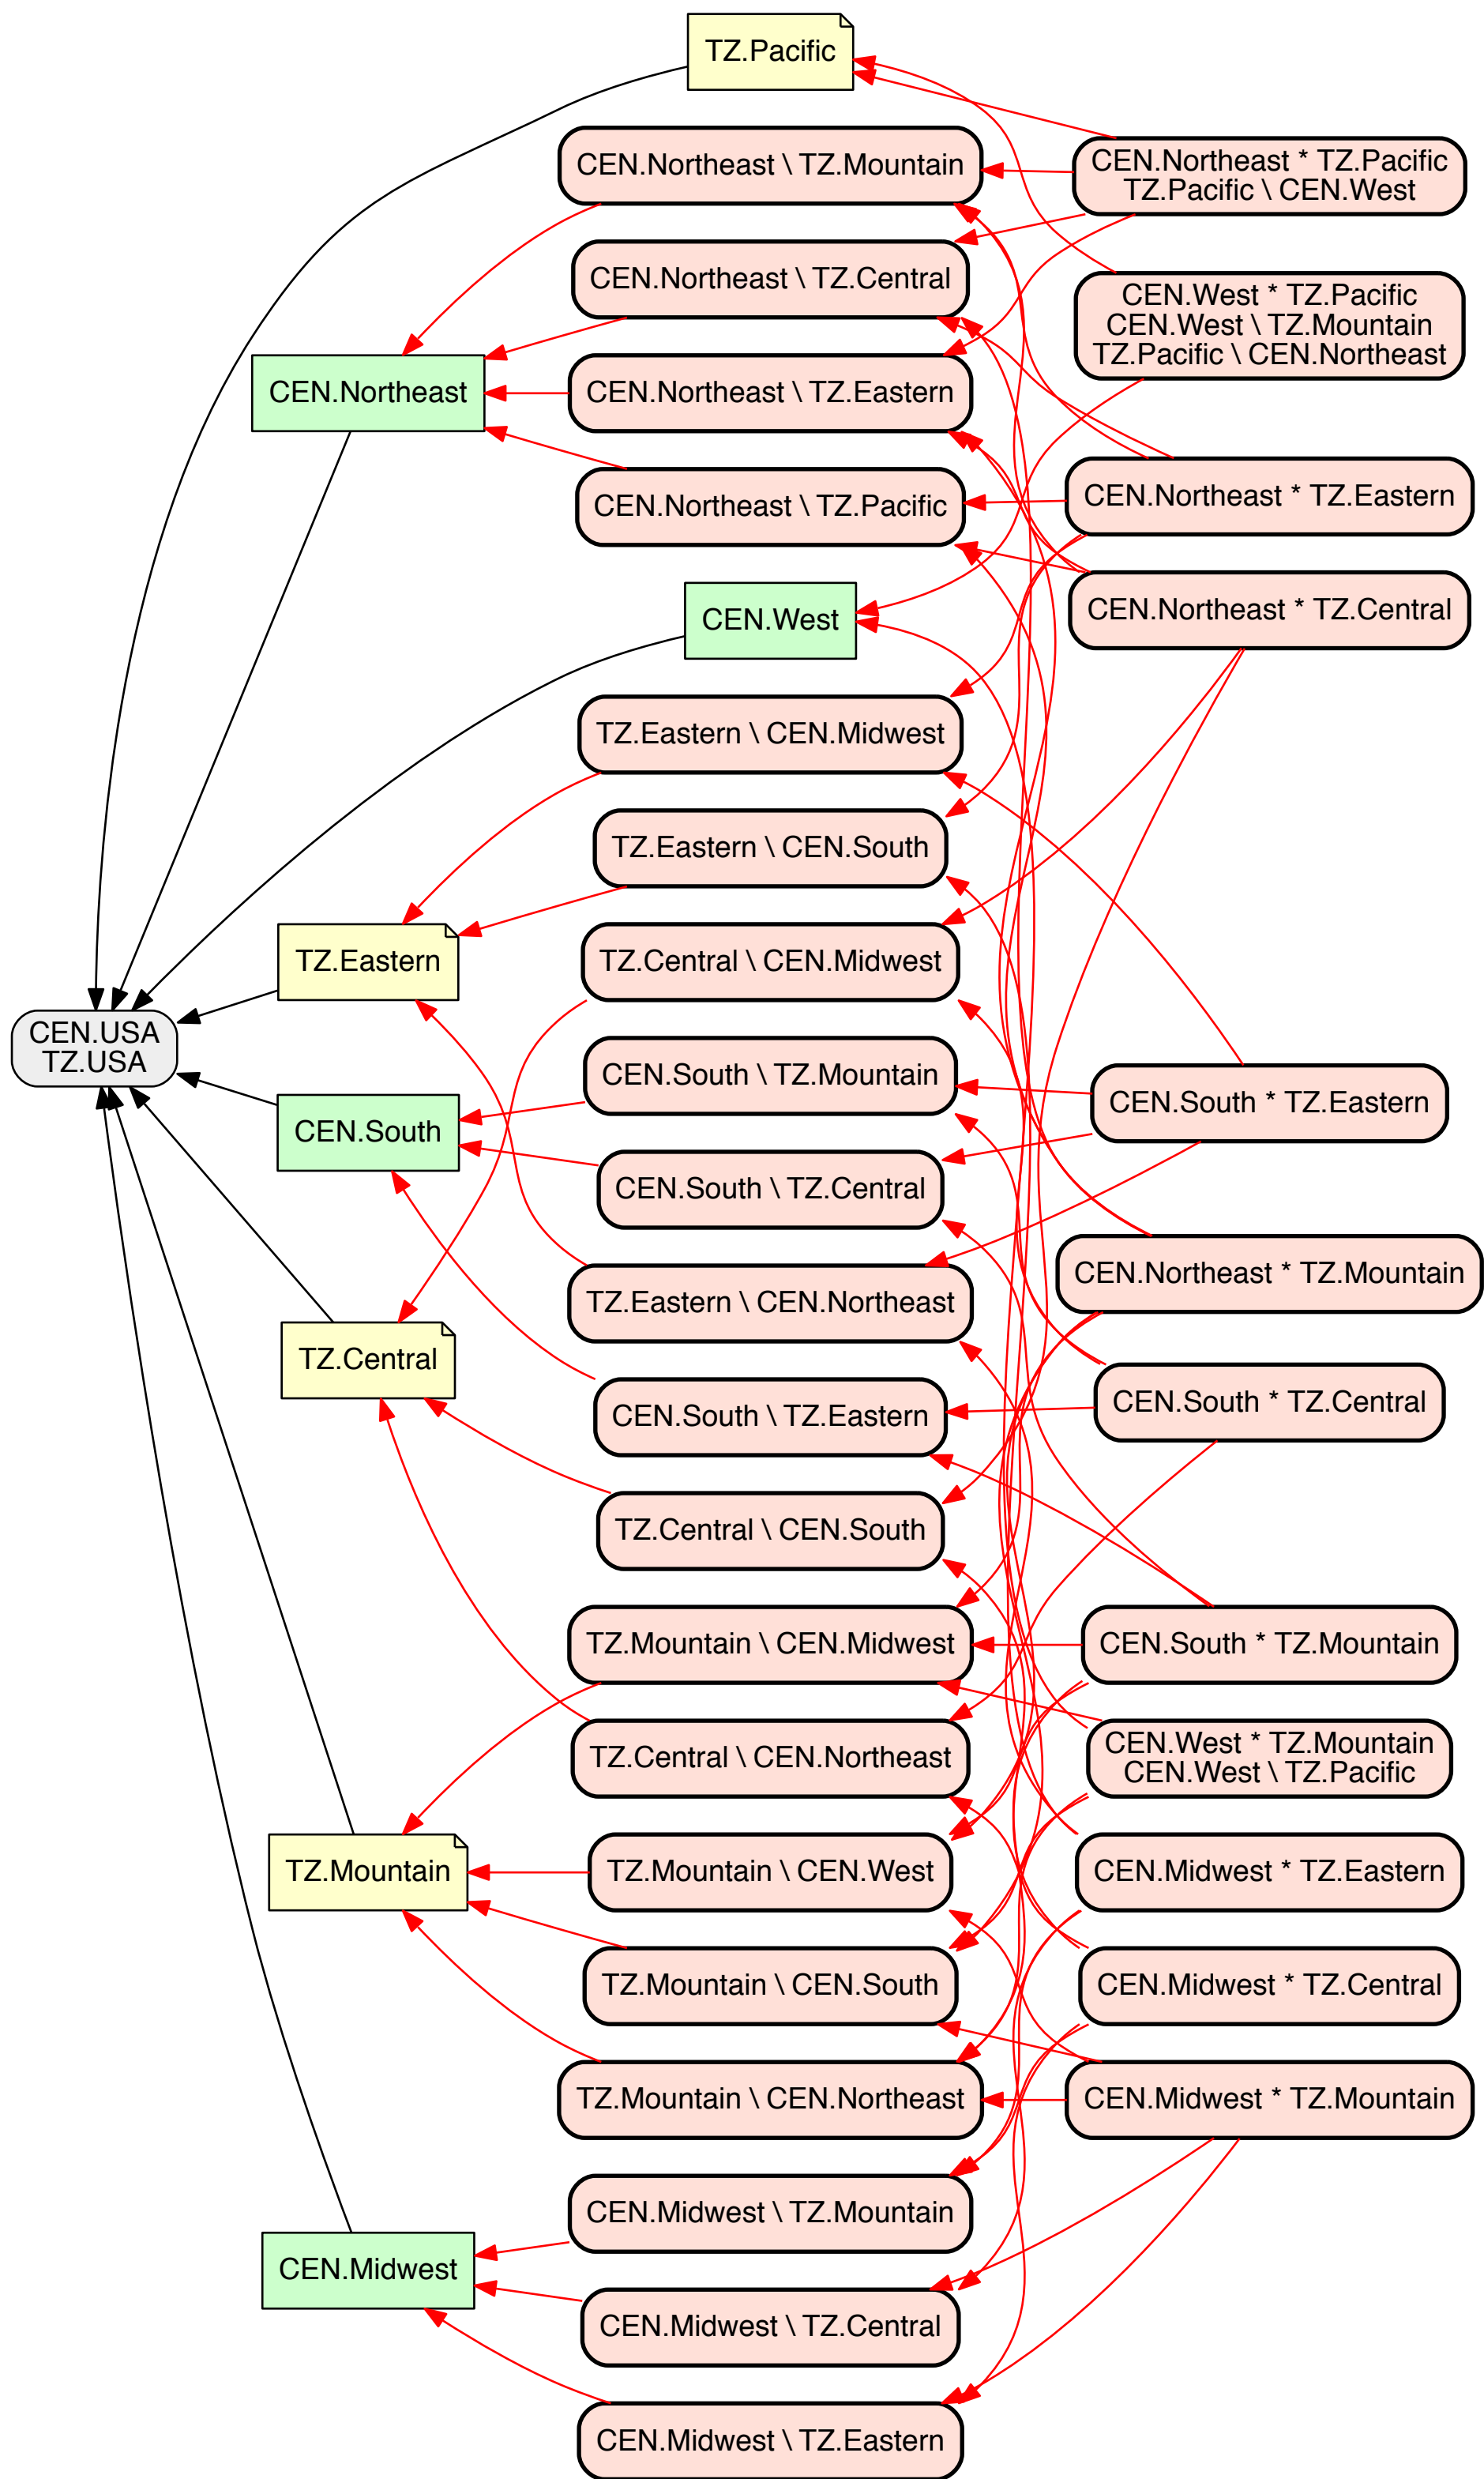 TZ.Pacific
CEN.Northeast \ TZ.Mountain
CEN.Northeast * TZ.Pacific
TZ.Pacific \ CEN.West
CEN.Northeast \ TZ.Central
CEN.West * TZ.Pacific
CEN.West \ TZ.Mountain
TZ.Pacific \ CEN.Northeast
CEN.Northeast
CEN.Northeast \ TZ.Eastern
CEN.Northeast \ TZ.Pacific
CEN.Northeast * TZ.Eastern
CEN.West
CEN.Northeast * TZ.Central
TZ.Eastern \ CEN.Midwest
TZ.Eastern \ CEN.South
TZ.Eastern
TZ.Central \ CEN.Midwest
CEN.USA
TZ.USA
CEN.South \ TZ.Mountain
CEN.South * TZ.Eastern
CEN.South
CEN.South \ TZ.Central
TZ.Eastern \ CEN.Northeast
CEN.Northeast * TZ.Mountain
TZ.Central
CEN.South \ TZ.Eastern
CEN.South * TZ.Central
TZ.Central \ CEN.South
TZ.Mountain \ CEN.Midwest
CEN.South * TZ.Mountain
TZ.Central \ CEN.Northeast
CEN.West * TZ.Mountain
CEN.West \ TZ.Pacific
TZ.Mountain
TZ.Mountain \ CEN.West
CEN.Midwest * TZ.Eastern
TZ.Mountain \ CEN.South
CEN.Midwest * TZ.Central
TZ.Mountain \ CEN.Northeast
CEN.Midwest * TZ.Mountain
CEN.Midwest \ TZ.Mountain
CEN.Midwest
CEN.Midwest \ TZ.Central
CEN.Midwest \ TZ.Eastern